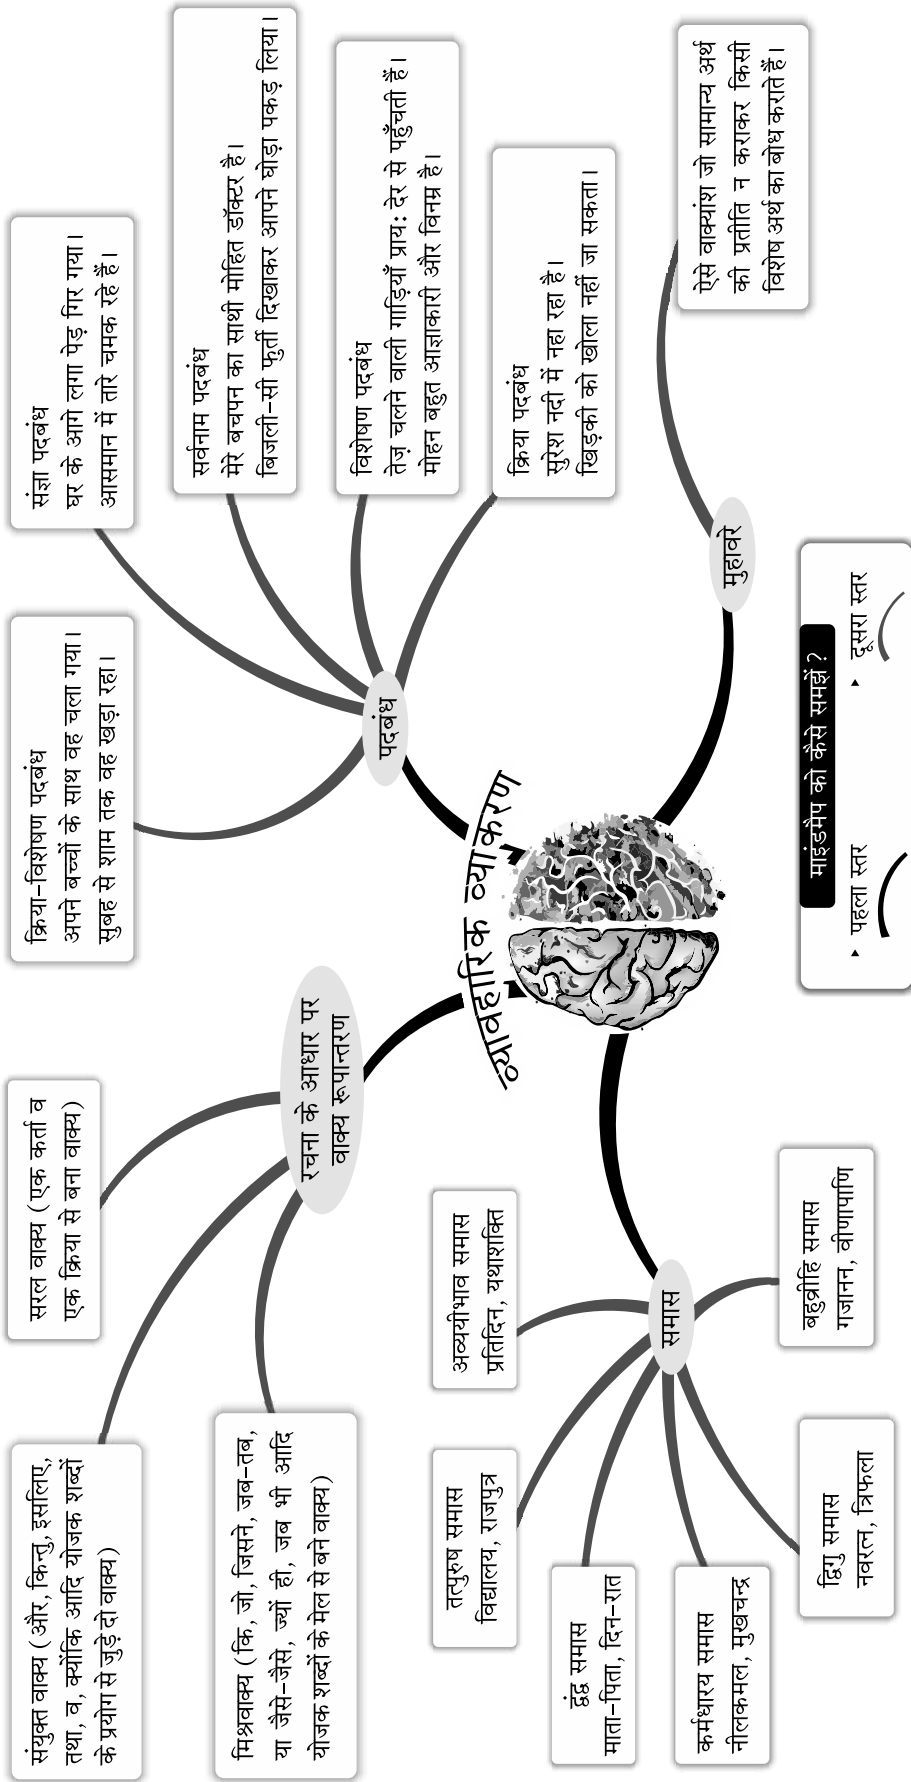 व्यावहारिक व्याकरण
रचना के आधार पर
वाक्य रूपान्तरण
सरल वाक्य (एक कर्ता व
एक क्रिया से बना वाक्य)
संयुक्त वाक्य (और, किन्तु, इसलिए,
तथा, व, क्योंकि आदि योजक शब्दों
के प्रयोग से जुड़े दो वाक्य)
मिश्रवाक्य (कि, जो, जिसने, जब-तब,
या जैसे-जैसे, ज्यों ही, जब भी आदि
योजक शब्दों के मेल से बने वाक्य)
पदबंध
क्रिया-विशेषण पदबंध
अपने बच्चों के साथ वह चला गया।
सुबह से शाम तक वह खड़ा रहा।
संज्ञा पदबंध
घर के आगे लगा पेड़ गिर गया।
आसमान में तारे चमक रहे हैं।
सर्वनाम पदबंध
मेरे बचपन का साथी मोहित डॉक्टर है।
बिजली-सी फुर्ती दिखाकर आपने घोड़ा पकड़ लिया।
विशेषण पदबंध
तेज़ चलने वाली गाड़ियाँ प्राय: देर से पहुँचती हैं।
मोहन बहुत आज्ञाकारी और विनम्र है।
क्रिया पदबंध
सुरेश नदी में नहा रहा है।
खिड़की को खोला नहीं जा सकता।
समास
अव्ययीभाव समास
प्रतिदिन, यथाशक्ति
तत्पुरुष समास
विद्यालय, राजपुत्र
द्वंद्व समास
माता-पिता, दिन-रात
कर्मधारय समास
नीलकमल, मुखचन्द्र
द्विगु समास
नवरत्न, त्रिफला
बहुव्रीहि समास
गजानन, वीणापाणि
मुहावरे
ऐसे वाक्यांश जो सामान्य अर्थ
की प्रतीति न कराकर किसी
विशेष अर्थ का बोध कराते हैं।
माइंडमैप को कैसे समझें ?
पहला स्तर
दूसरा स्तर